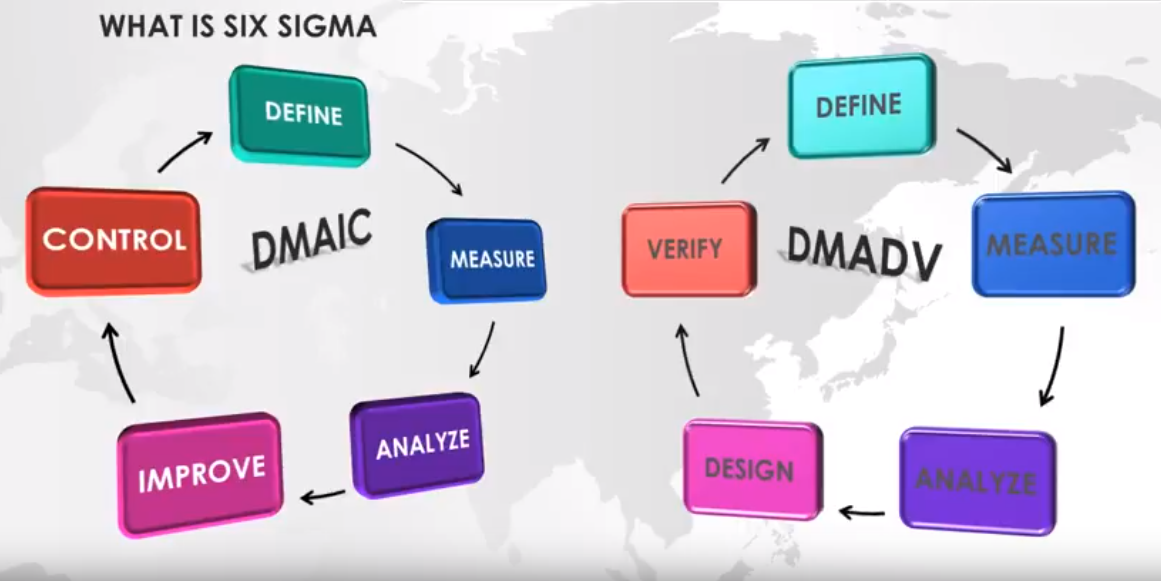 WHAT IS SIX SIGMA
DEFINE
MEASURE
ANALYZE
IMPROVE
CONTROL
DMAIC
DEFINE
MEASURE
ANALYZE
DESIGN
VERIFY
DMADV